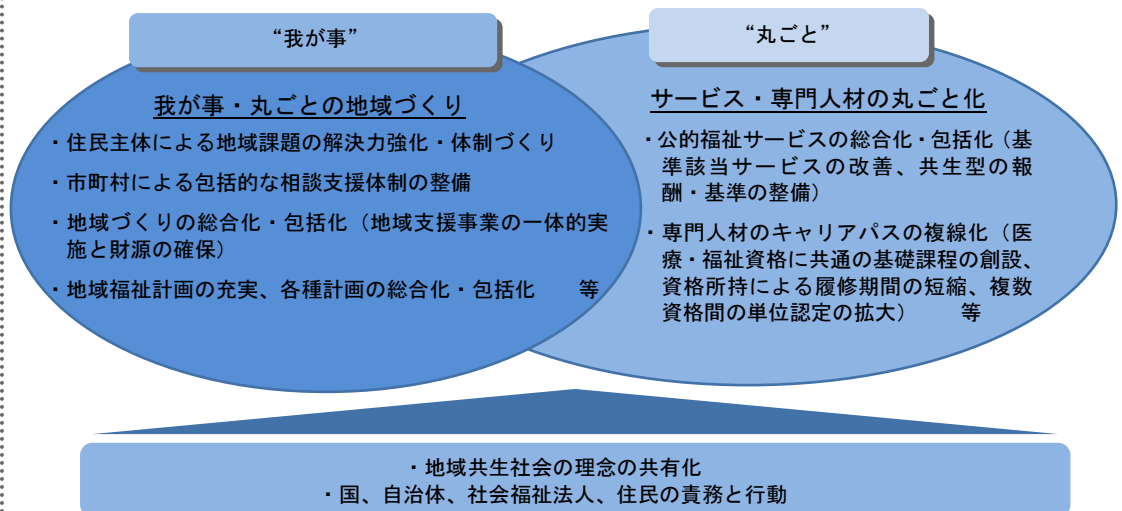 “我が事”
我が事・丸ごとの地域づくり
・住民主体による地域課題の解決力強化・体制づくり
・市町村による包括的な相談支援体制の整備
・地域づくりの総合化・包括化（地域支援事業の一体的実
施と財源の確保）
・地域福祉計画の充実、各種計画の総合化・包括化　　等
“丸ごと”
サービス・専門人材の丸ごと化
・公的福祉サービスの総合化・包括化（基
準該当サービスの改善、共生型の報
酬・基準の整備）
・専門人材のキャリアパスの複線化（医
療・福祉資格に共通の基礎課程の創設、
資格所持による履修期間の短縮、複数
資格間の単位認定の拡大）　　等
・地域共生社会の理念の共有化
・国、自治体、社会福祉法人、住民の責務と行動